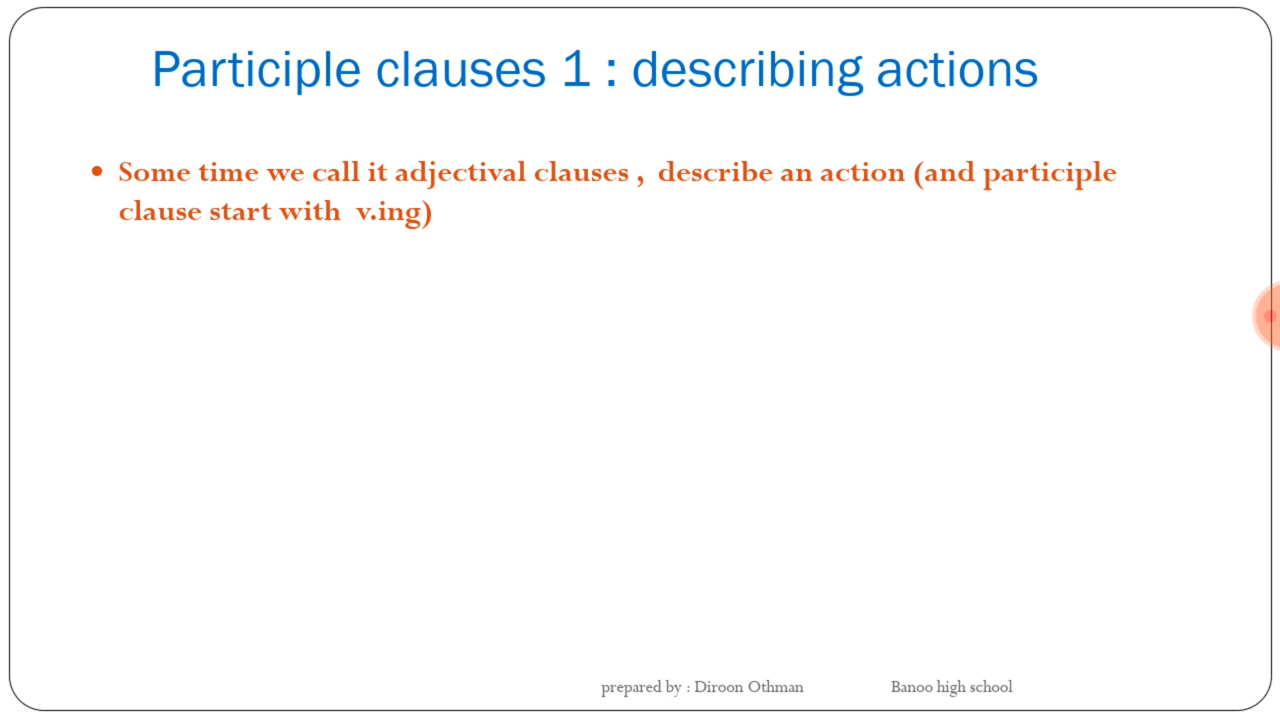 Participle clauses 1 : describing actions
• Some time we call it adjectival clauses , describe an action (and participle
clause start with v.ing)
prepared by : Diroon Othman Banoo high school